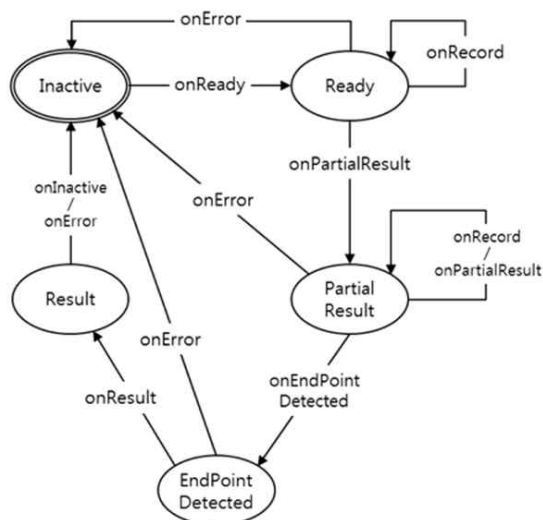 onError
Inactive
onReady
Ready
onRecord
onPartialResult
onInactive
/
onError
onError
onRecord
/
onPartialResult
Result
Partial
Result
onError
onResult
onEndPoint
Detected
EndPoint
Detected